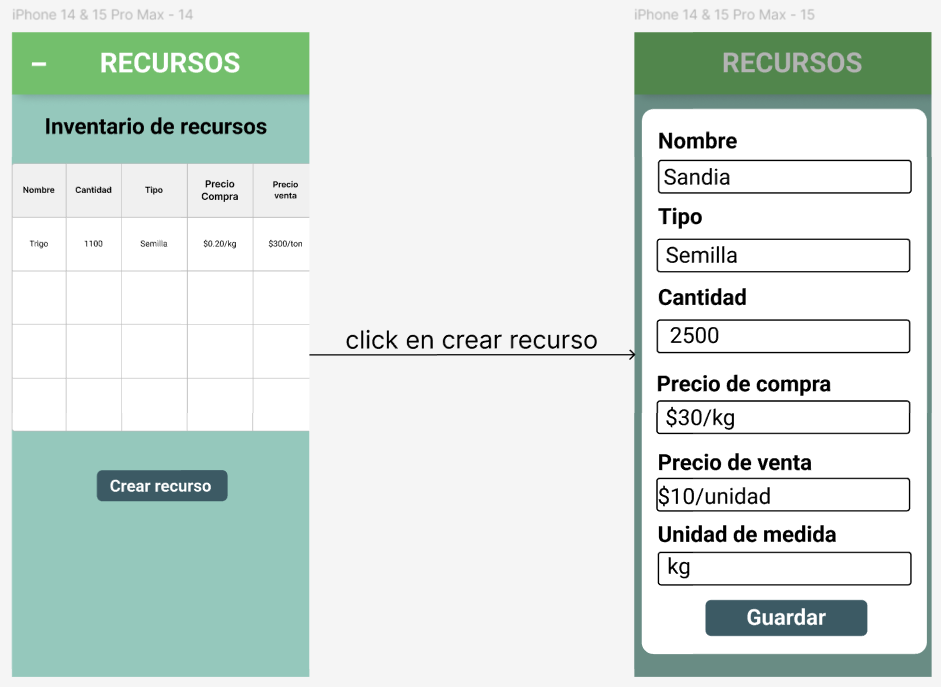 iPhone 14 & 15 Pro Max - 14
RECURSOS
Inventario de recursos
Nombre Cantidad Tipo Precio Compra Precio venta
Trigo 1100 Semilla $0.20/kg $300/ton
Crear recurso
click en crear recurso
iPhone 14 & 15 Pro Max - 15
RECURSOS
Nombre
Sandia
Tipo
Semilla
Cantidad
2500
Precio de compra
$30/kg
Precio de venta
$10/unidad
Unidad de medida
kg
Guardar